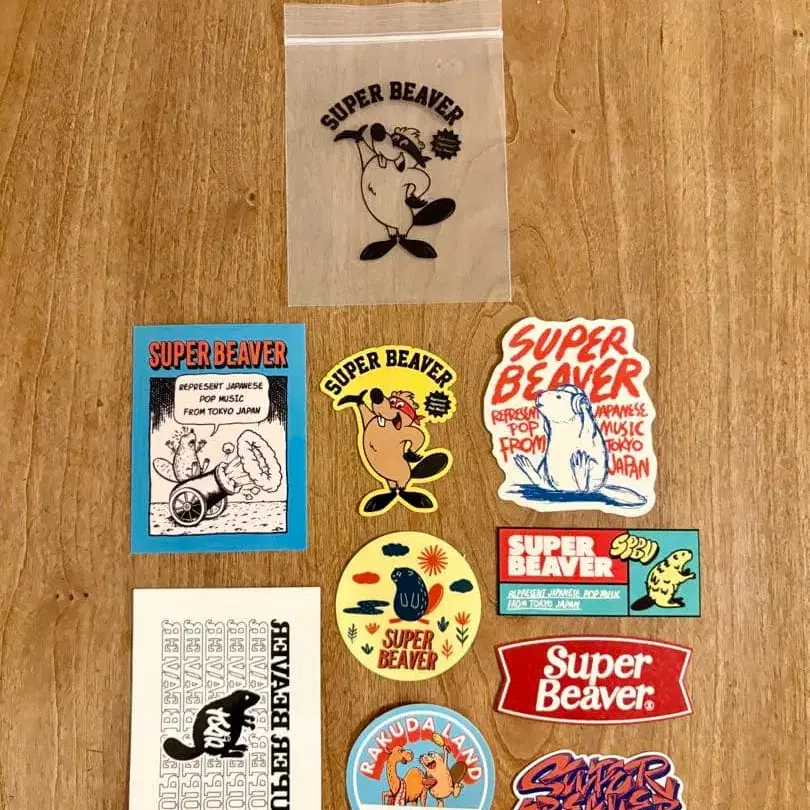 SUPER BEAVER
SUPER BEAVER
REPRESENT JAPANESE
POP MUSIC
FROM TOKYO JAPAN
SUPER BEAVER
SUPER
BEAVER
REPRESENT JAPANESE
POP MUSIC
FROM TOKYO
JAPAN
SUPER
BEAVER
SPBV
REPRESENT JAPANESE POP MUSIC
FROM TOKYO JAPAN
SUPER
BEAVER
Super
Beaver®
SUPER BEAVER
RAKUDA LAND
SUPER